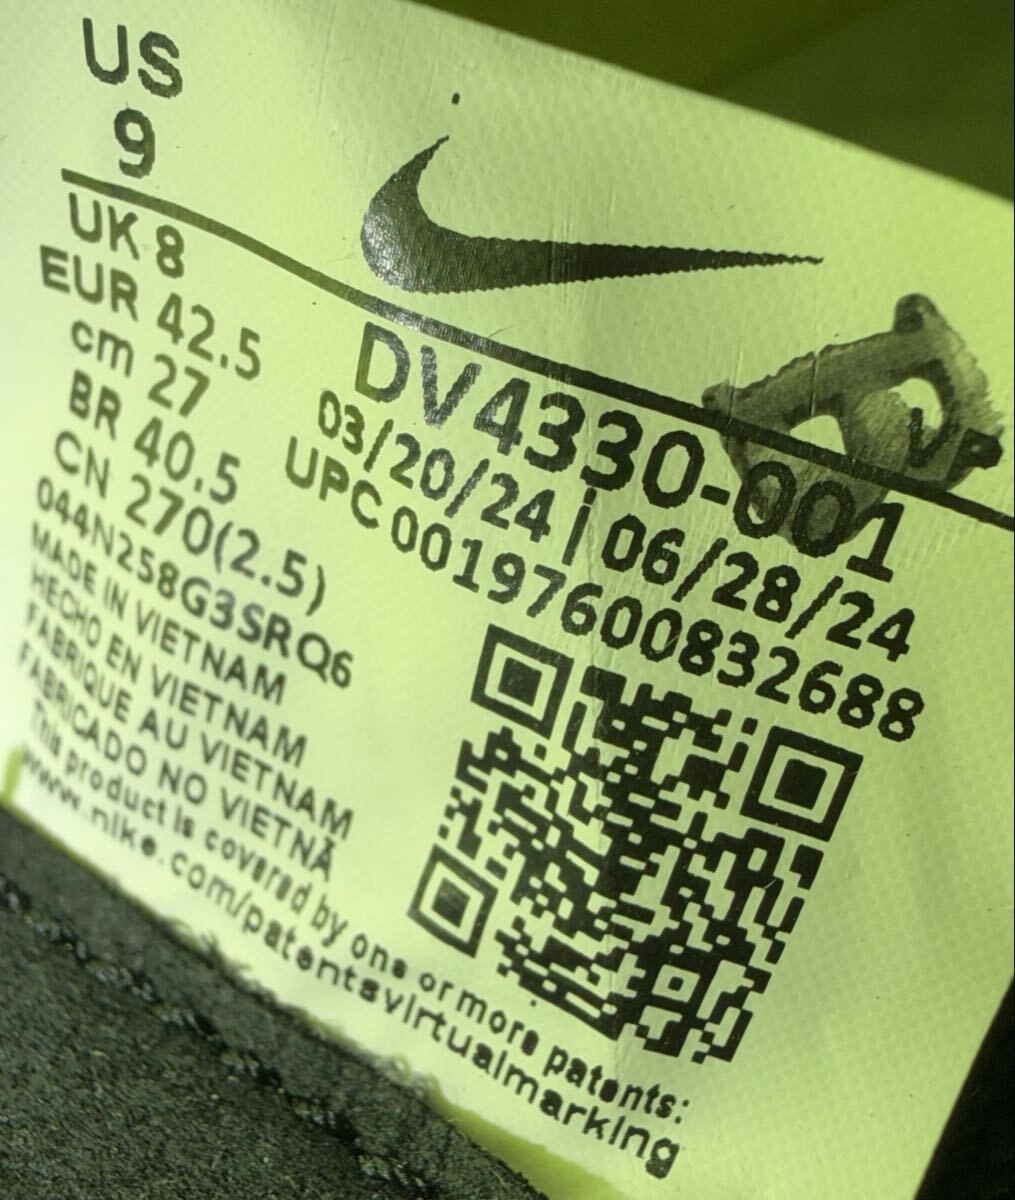 US
9
UK 8
EUR 42.5
cm 27
BR 40.5
CN 270(2.5)
044N258G3SRQ6
MADE IN VIETNAM
HECHO EN VIETNAM
FABRIQUE AU VIETNAM
FABRICADO NO VIETNÃ
This product is covered by one or more patents:
www.nike.com/patentsvirtualmarking
DV4330-001
03/20/24 | 06/28/24
UPC 00197600832688